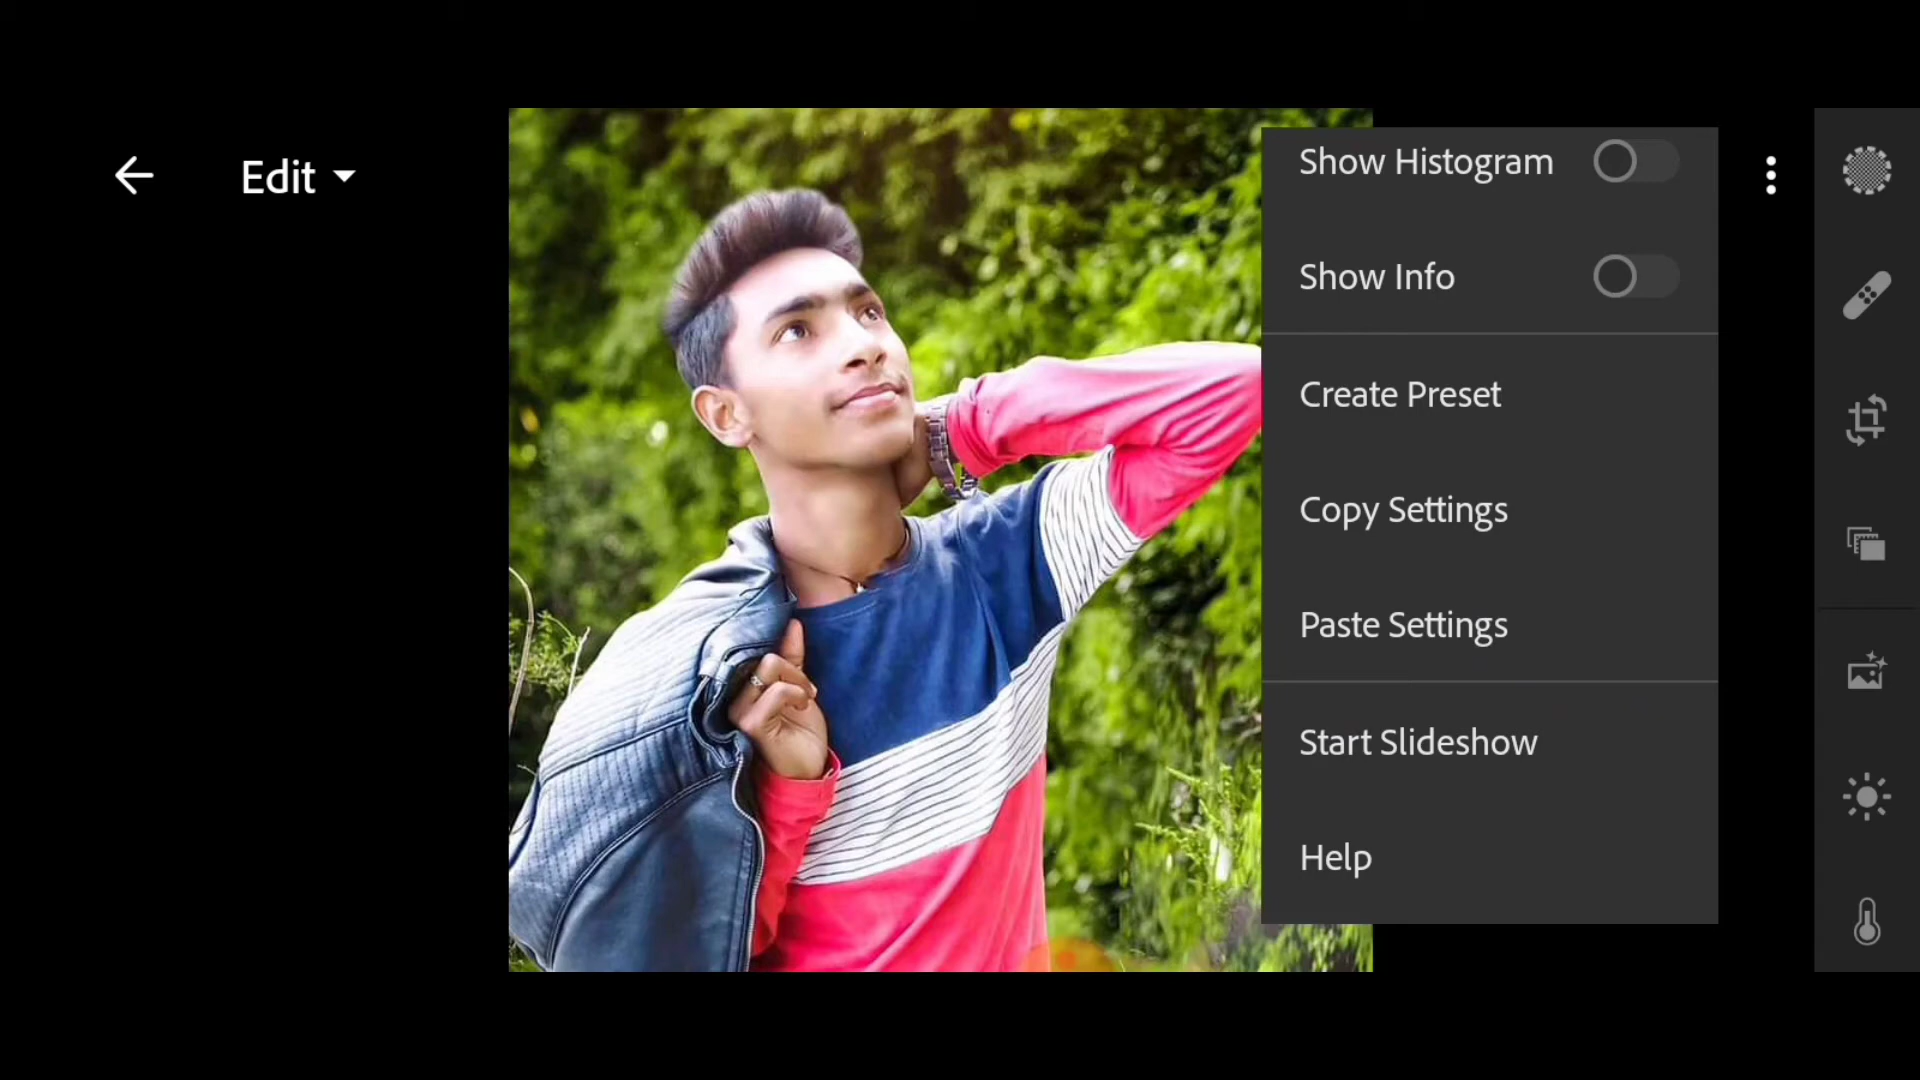 Edit
Show Histogram
Show Info
Create Preset
Copy Settings
Paste Settings
Start Slideshow
Help